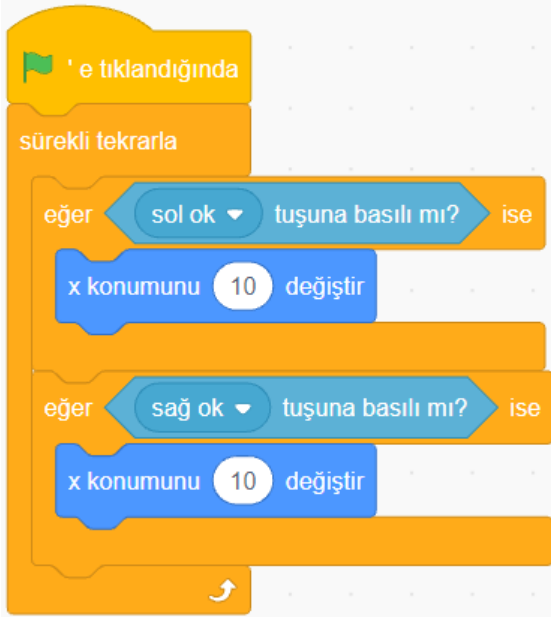 ' e tıklandığında
sürekli tekrarla
eğer sol ok tuşuna basılı mı? ise
x konumunu 10 değiştir
eğer sağ ok tuşuna basılı mı? ise
x konumunu 10 değiştir